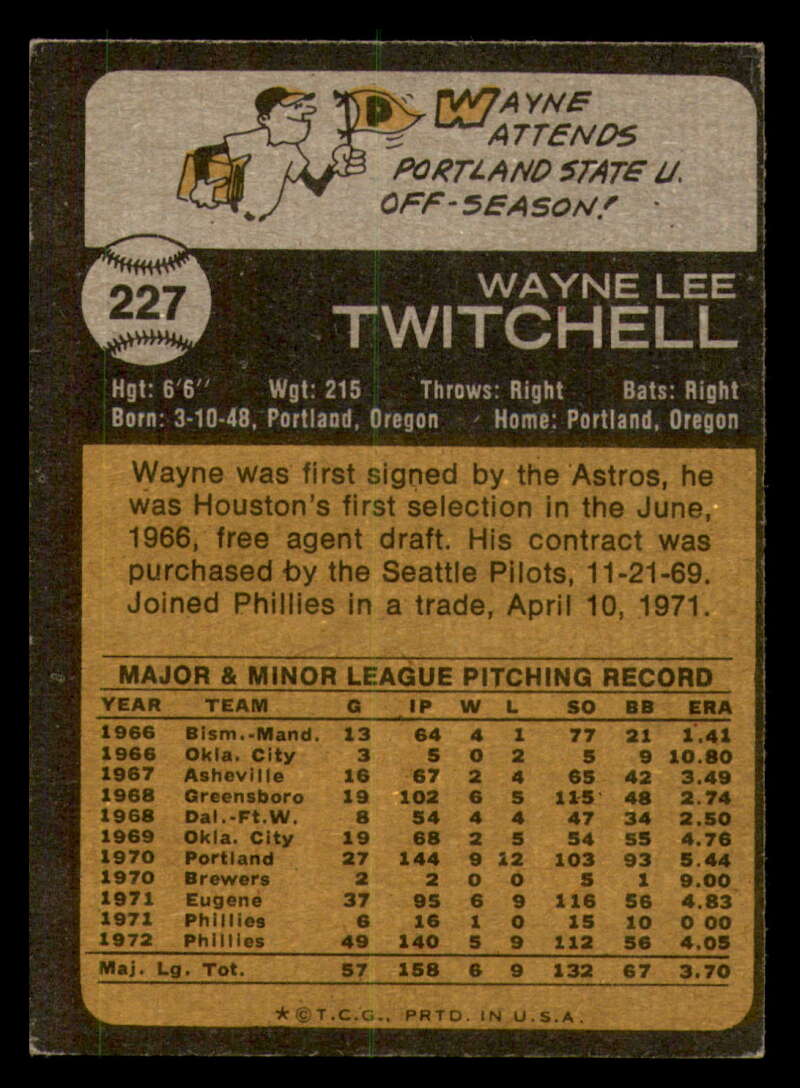 P WAYNE
ATTENDS
PORTLAND STATE U.
OFF-SEASON!
227
WAYNE LEE
TWITCHELL
Hgt: 6'6" Wgt: 215 Throws: Right Bats: Right
Born: 3-10-48, Portland, Oregon Home: Portland, Oregon
Wayne was first signed by the Astros, he
was Houston's first selection in the June,
1966, free agent draft. His contract was
purchased by the Seattle Pilots, 11-21-69.
Joined Phillies in a trade, April 10, 1971.
MAJOR & MINOR LEAGUE PITCHING RECORD
YEAR TEAM G IP W L SO BB ERA
1966 Bism.-Mand. 13 64 4 1 77 21 1.41
1966 Okla. City 3 5 0 2 5 9 10.80
1967 Asheville 16 67 2 4 65 42 3.49
1968 Greensboro 19 102 6 5 115 48 2.74
1968 Dal.-Ft.W. 8 54 4 4 47 34 2.50
1969 Okla. City 19 68 2 5 54 55 4.76
1970 Portland 27 144 9 12 103 93 5.44
1970 Brewers 2 2 0 0 5 1 9.00
1971 Eugene 37 95 6 9 116 56 4.83
1971 Phillies 6 16 1 0 15 10 0 00
1972 Phillies 49 140 5 9 112 56 4.05
Maj. Lg. Tot. 57 158 6 9 132 67 3.70
*©T.C.G., PRTD. IN U.S.A.